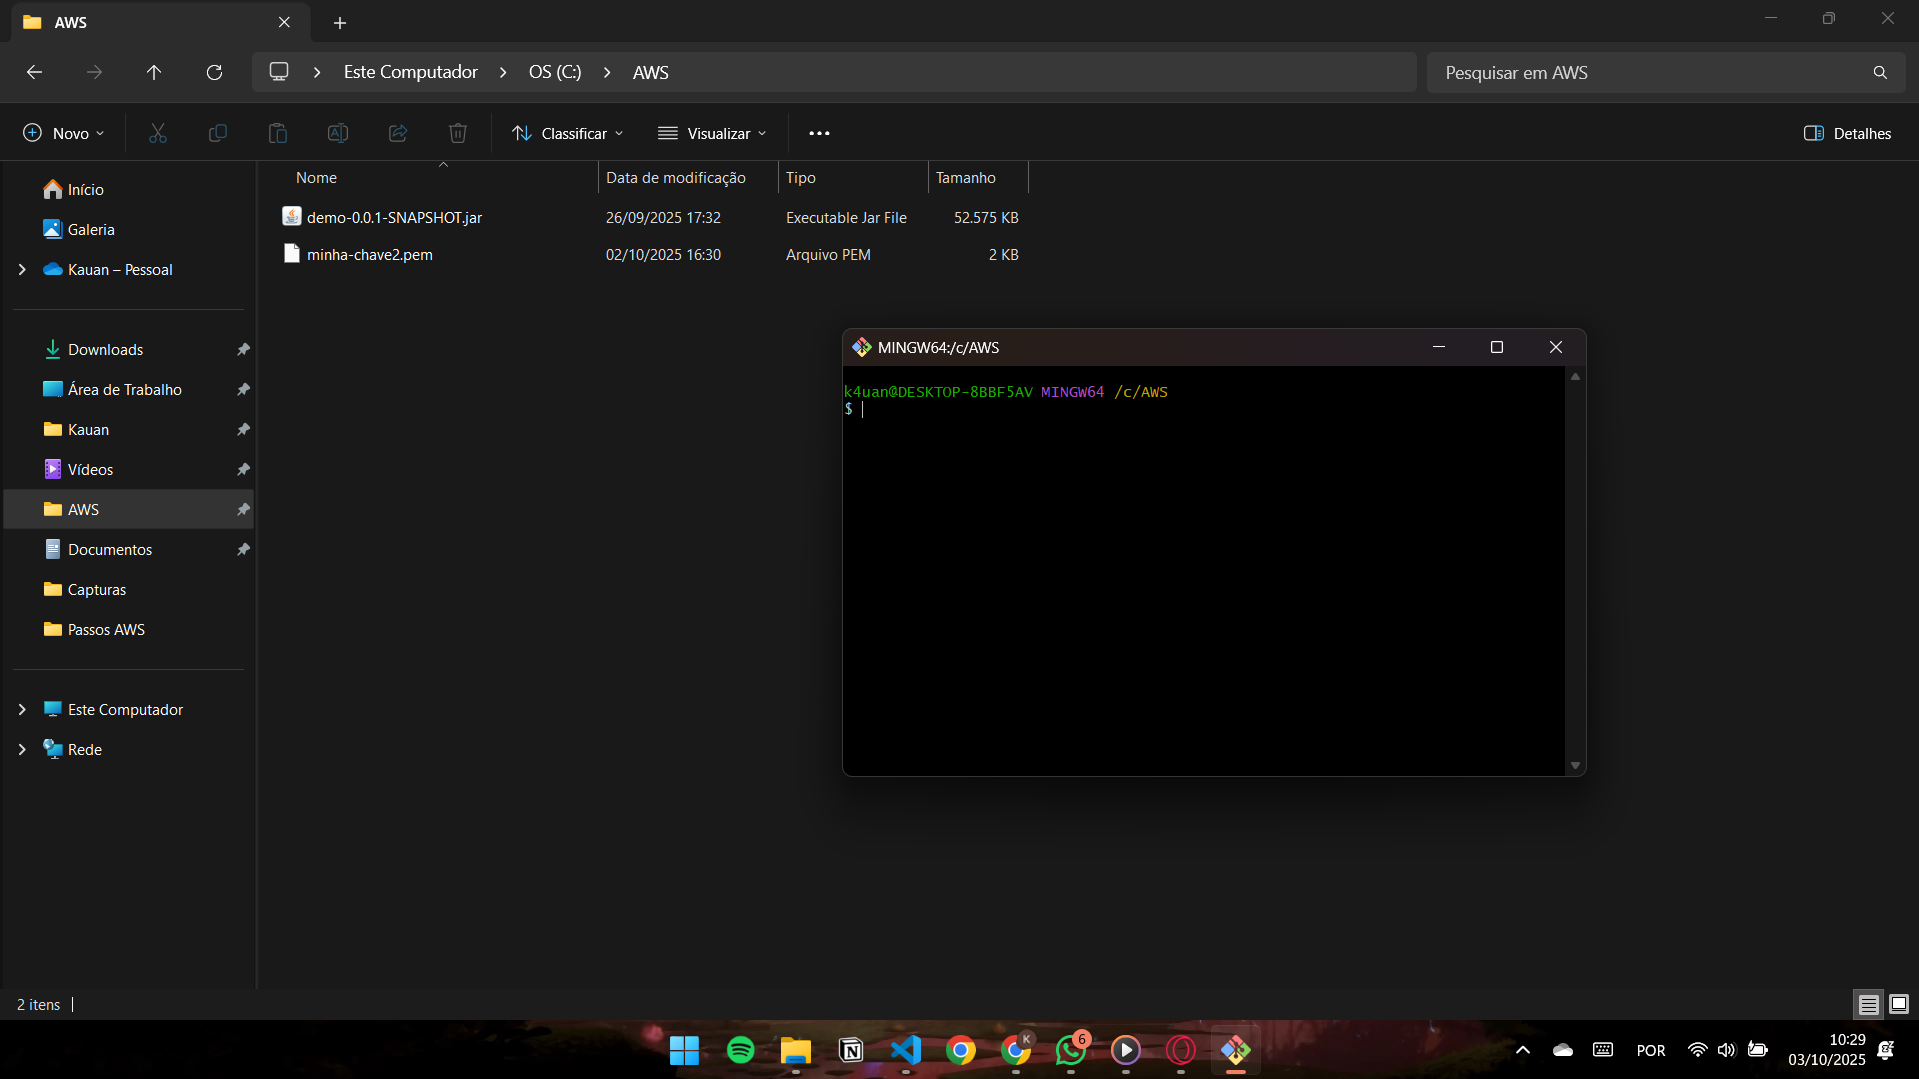 AWS
Este Computador > OS (C:) > AWS
Pesquisar em AWS
Novo
Classificar
Visualizar
Detalhes
Nome Data de modificação Tipo Tamanho
demo-0.0.1-SNAPSHOT.jar 26/09/2025 17:32 Executable Jar File 52.575 KB
minha-chave2.pem 02/10/2025 16:30 Arquivo PEM 2 KB
Início
Galeria
Kauan – Pessoal
Downloads
Área de Trabalho
Kauan
Vídeos
AWS
Documentos
Capturas
Passos AWS
Este Computador
Rede
MINGW64:/c/AWS
k4uan@DESKTOP-8BBF5AV MINGW64 /c/AWS
$
2 itens
K
6
POR
10:29
03/10/2025